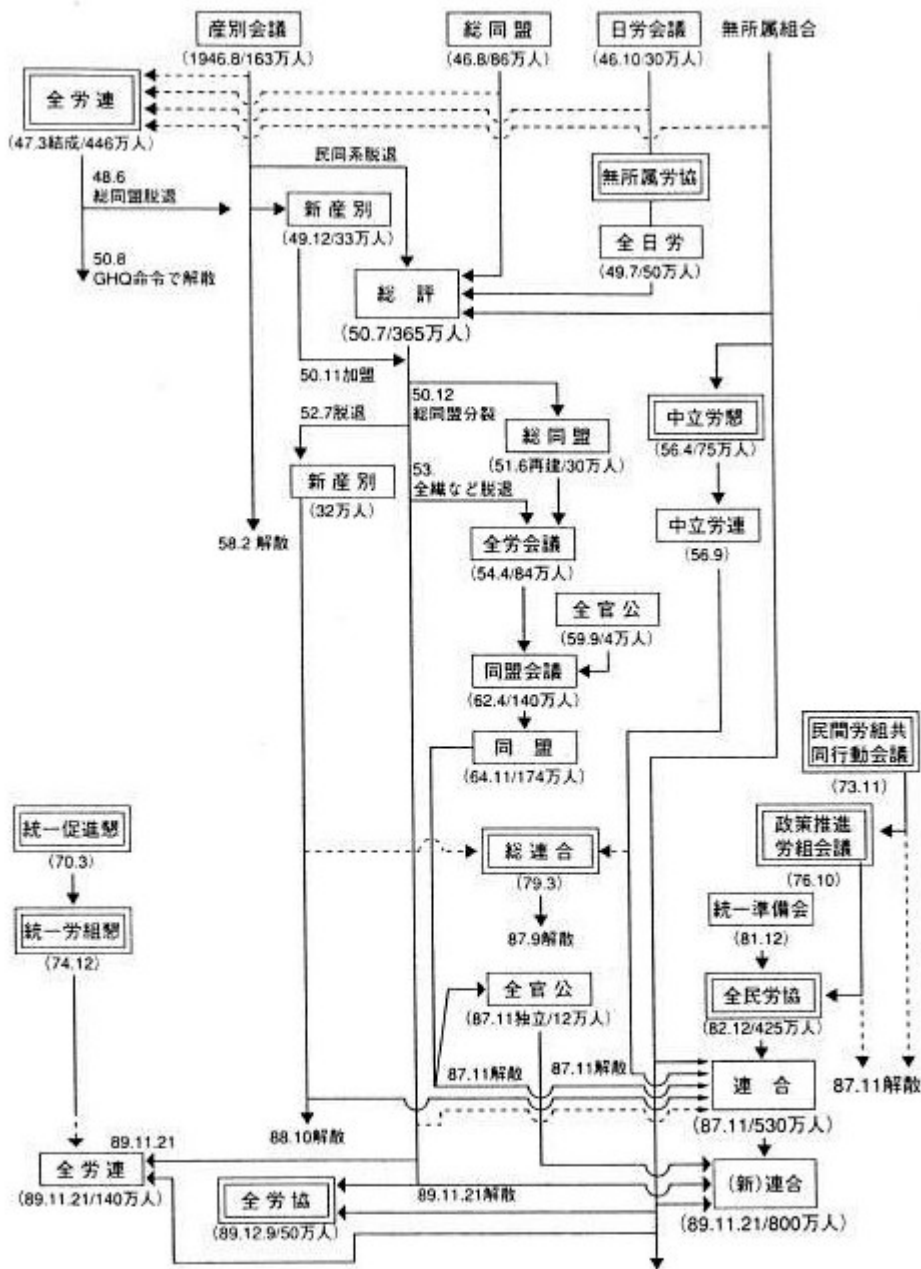 産別会議
(1946.8/163万人)
総同盟
(46.8/86万人)
日労会議
(46.10/30万人)
無所属組合
全労連
(47.3結成/446万人)
民同系脱退
無所属労協
48.6
総同盟脱退
新産別
(49.12/33万人)
全日労
(49.7/50万人)
50.8
GHQ命令で解散
総評
(50.7/365万人)
50.11加盟
50.12
総同盟分裂
52.7脱退
総同盟
(51.6再建/30万人)
中立労懇
(56.4/75万人)
新産別
(32万人)
53.
全繊など脱退
58.2 解散
全労会議
(54.4/84万人)
中立労連
(56.9)
全官公
(59.9/4万人)
同盟会議
(62.4/140万人)
同盟
(64.11/174万人)
民間労組共
同行動会議
(73.11)
統一促進懇
(70.3)
総連合
(79.3)
政策推進
労組会議
(76.10)
87.9解散
統一労組懇
(74.12)
統一準備会
(81.12)
全官公
(87.11独立/12万人)
全民労協
(82.12/425万人)
87.11解散
87.11解散
連合
(87.11/530万人)
87.11解散
88.10解散
89.11.21
全労連
(89.11.21/140万人)
全労協
(89.12.9/50万人)
89.11.21解散
(新)連合
(89.11.21/800万人)